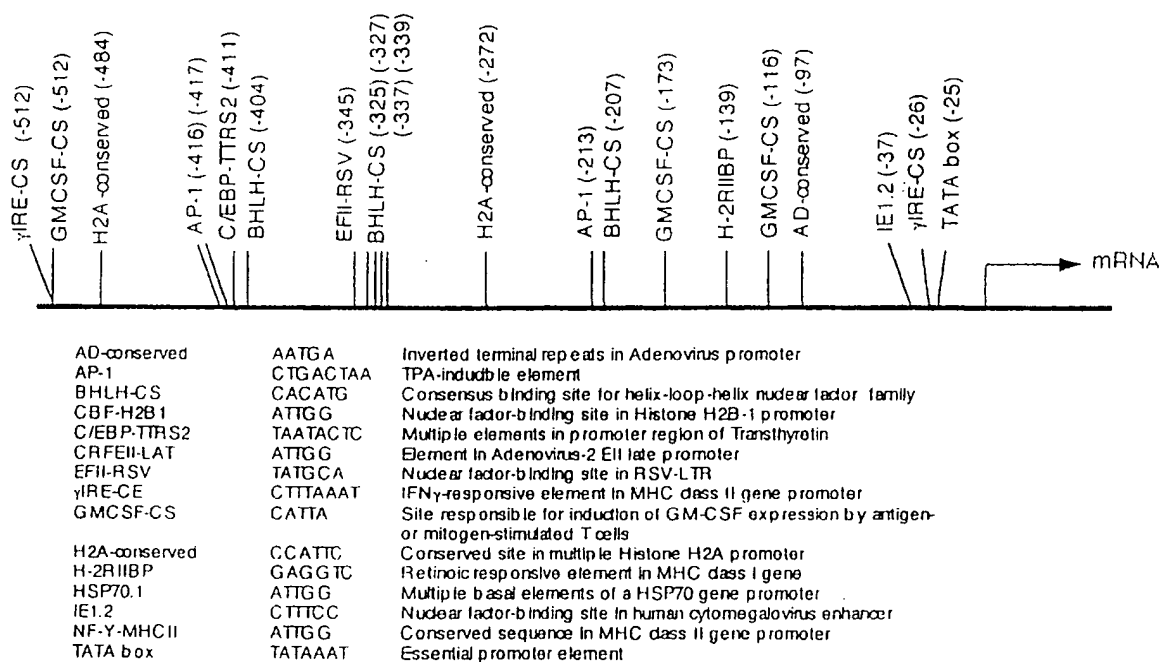 γIRE-CS (-512)
GMCSF-CS (-512)
H2A-conserved (-484)
AP-1 (-416) (-417)
C/EBP-TTRS2 (-411)
BHLH-CS (-404)
EFII-RSV (-345)
BHLH-CS (-325) (-327)
(-337) (-339)
H2A-conserved (-272)
AP-1 (-213)
BHLH-CS (-207)
GMCSF-CS (-173)
H-2RIIBP (-139)
GMCSF-CS (-116)
AD-conserved (-97)
IE1.2 (-37)
γIRE-CS (-26)
TATA box (-25)
mRNA
AD-conserved AATGA Inverted terminal repeats in Adenovirus promoter
AP-1 CTGACTAA TPA-inducible element
BHLH-CS CACATG Consensus binding site for helix-loop-helix nuclear factor family
CBF-H2B1 ATTGG Nuclear factor-binding site in Histone H2B-1 promoter
C/EBP-TTRS2 TAATACTC Multiple elements in promoter region of Transthyrotin
CRFEII-LAT ATTGG Element in Adenovirus-2 EII late promoter
EFII-RSV TATGCA Nuclear factor-binding site in RSV-LTR
γIRE-CE CTTTAAAT IFNγ-responsive element in MHC class II gene promoter
GMCSF-CS CATTA Site responsible for induction of GM-CSF expression by antigen-
or mitogen-stimulated T cells
H2A-conserved CCATTC Conserved site in multiple Histone H2A promoter
H-2RIIBP GAGGTC Retinoic responsive element in MHC class I gene
HSP70.1 ATTGG Multiple basal elements of a HSP70 gene promoter
IE1.2 CTTTCC Nuclear factor-binding site in human cytomegalovirus enhancer
NF-Y-MHCII ATTGG Conserved sequence in MHC class II gene promoter
TATA box TATAAAT Essential promoter element